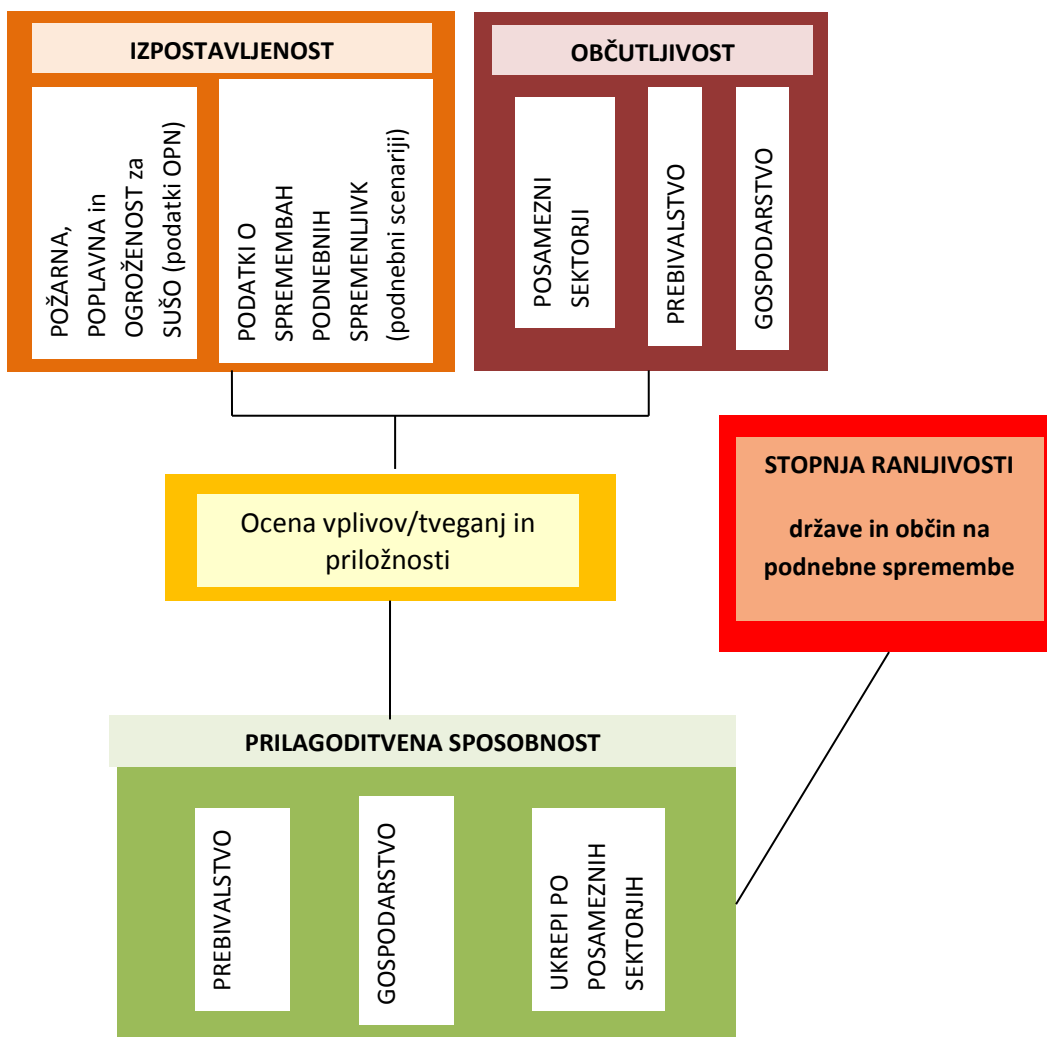 IZPOSTAVLJENOST
POŽARNA,
POPLAVNA in
OGROŽENOST za
SUŠO (podatki OPN)
PODATKI O
SPREMEMBAH
PODNEBNIH
SPREMENLJIVK
(podnebni scenariji)
OBČUTLJIVOST
POSAMEZNI
SEKTORJI
PREBIVALSTVO
GOSPODARSTVO
Ocena vplivov/tveganj in
priložnosti
STOPNJA RANLJIVOSTI
države in občin na
podnebne spremembe
PRILAGODITVENA SPOSOBNOST
PREBIVALSTVO
GOSPODARSTVO
UKREPI PO
POSAMEZNIH
SEKTORJIH